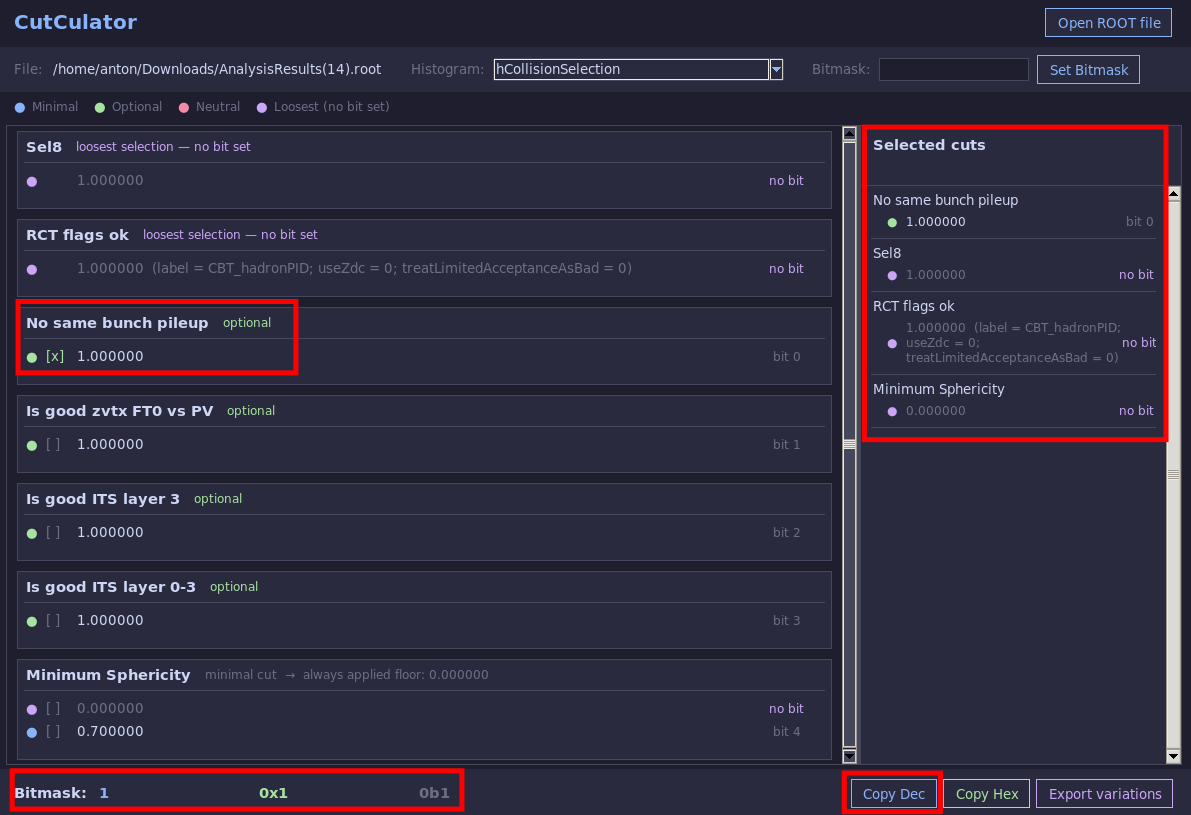 CutCulator
Open ROOT file
File: /home/anton/Downloads/AnalysisResults(14).root Histogram: hCollisionSelection Bitmask: Set Bitmask
Minimal Optional Neutral Loosest (no bit set)
Sel8 loosest selection — no bit set
1.000000 no bit
RCT flags ok loosest selection — no bit set
1.000000 (label = CBT_hadronPID; useZdc = 0; treatLimitedAcceptanceAsBad = 0) no bit
No same bunch pileup optional
[x] 1.000000 bit 0
Is good zvtx FT0 vs PV optional
[ ] 1.000000 bit 1
Is good ITS layer 3 optional
[ ] 1.000000 bit 2
Is good ITS layer 0-3 optional
[ ] 1.000000 bit 3
Minimum Sphericity minimal cut → always applied floor: 0.000000
[ ] 0.000000 no bit
[ ] 0.700000 bit 4
Selected cuts
No same bunch pileup
1.000000 bit 0
Sel8
1.000000 no bit
RCT flags ok
1.000000 (label = CBT_hadronPID;
useZdc = 0; no bit
treatLimitedAcceptanceAsBad = 0)
Minimum Sphericity
0.000000 no bit
Bitmask: 1 0x1 0b1
Copy Dec Copy Hex Export variations